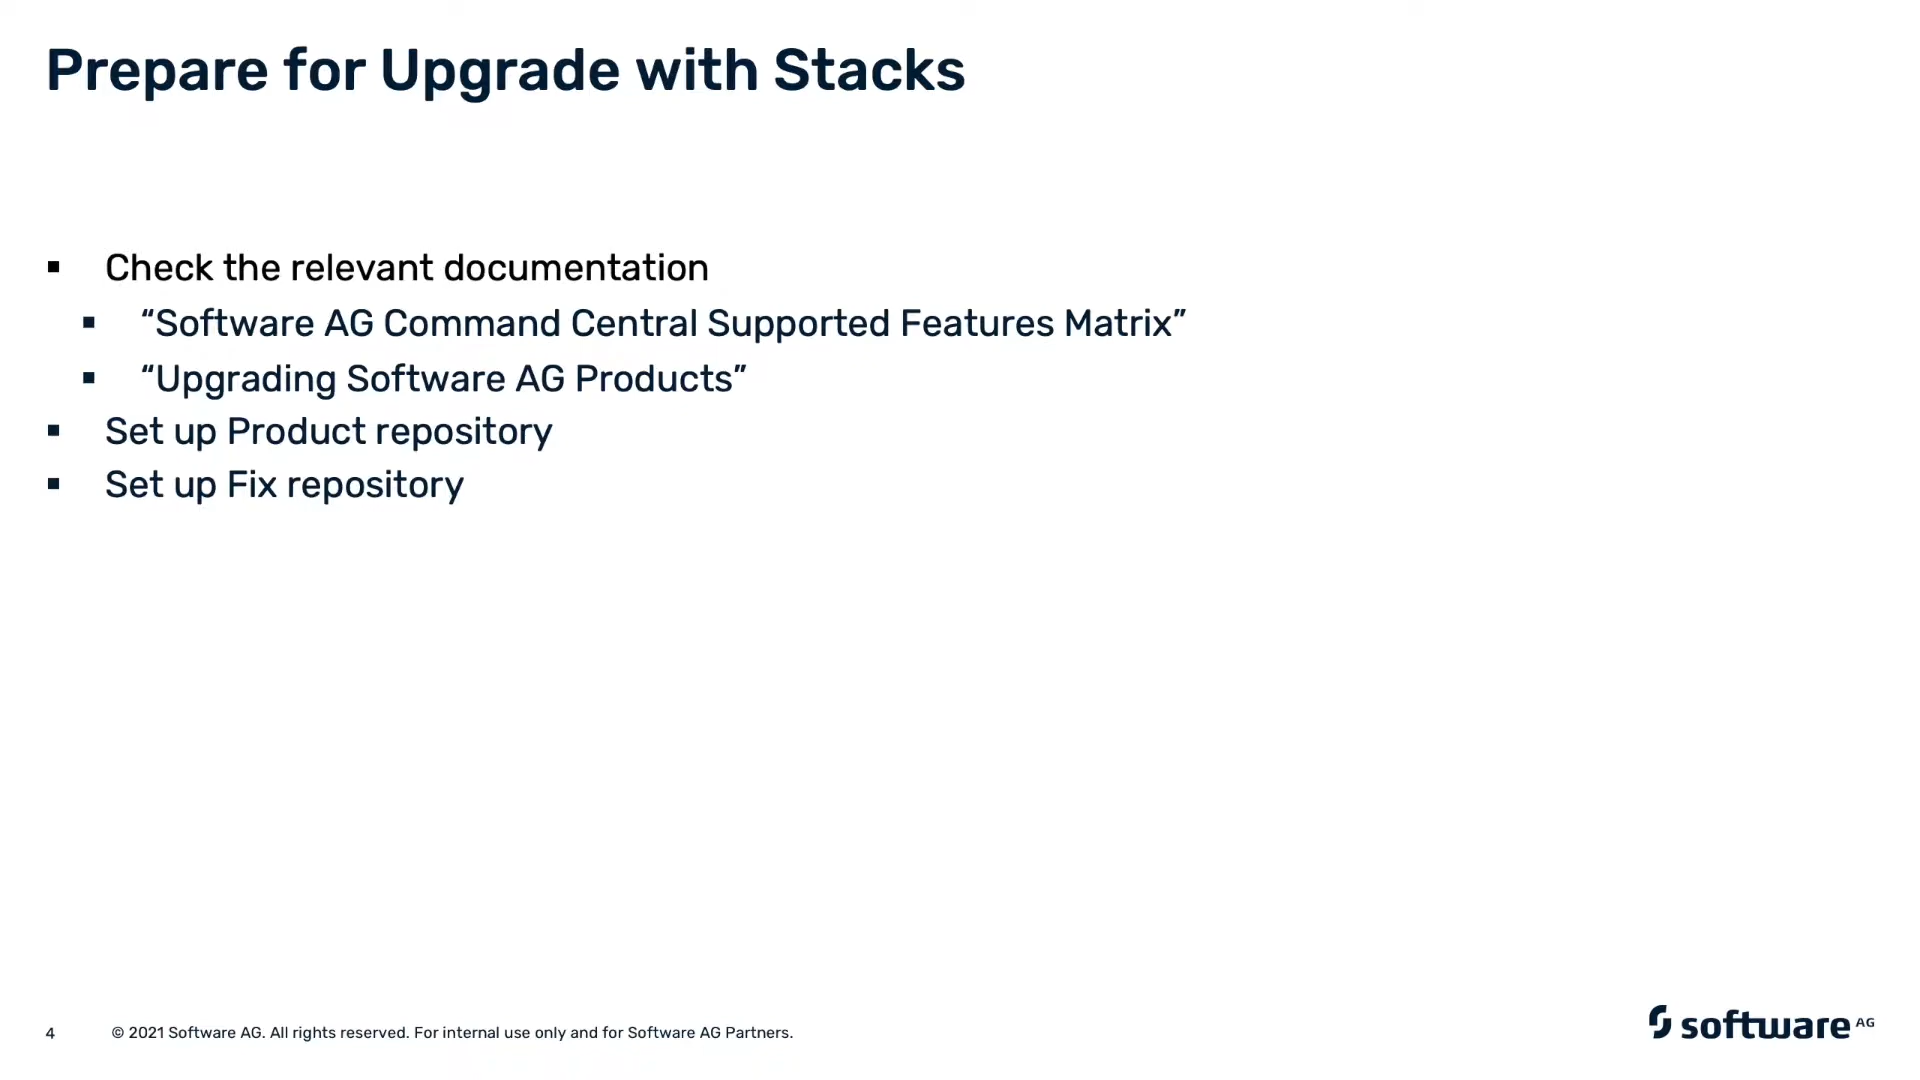 Prepare for Upgrade with Stacks
▪ Check the relevant documentation
▪ “Software AG Command Central Supported Features Matrix”
▪ “Upgrading Software AG Products”
▪ Set up Product repository
▪ Set up Fix repository
4 © 2021 Software AG. All rights reserved. For internal use only and for Software AG Partners.
software AG